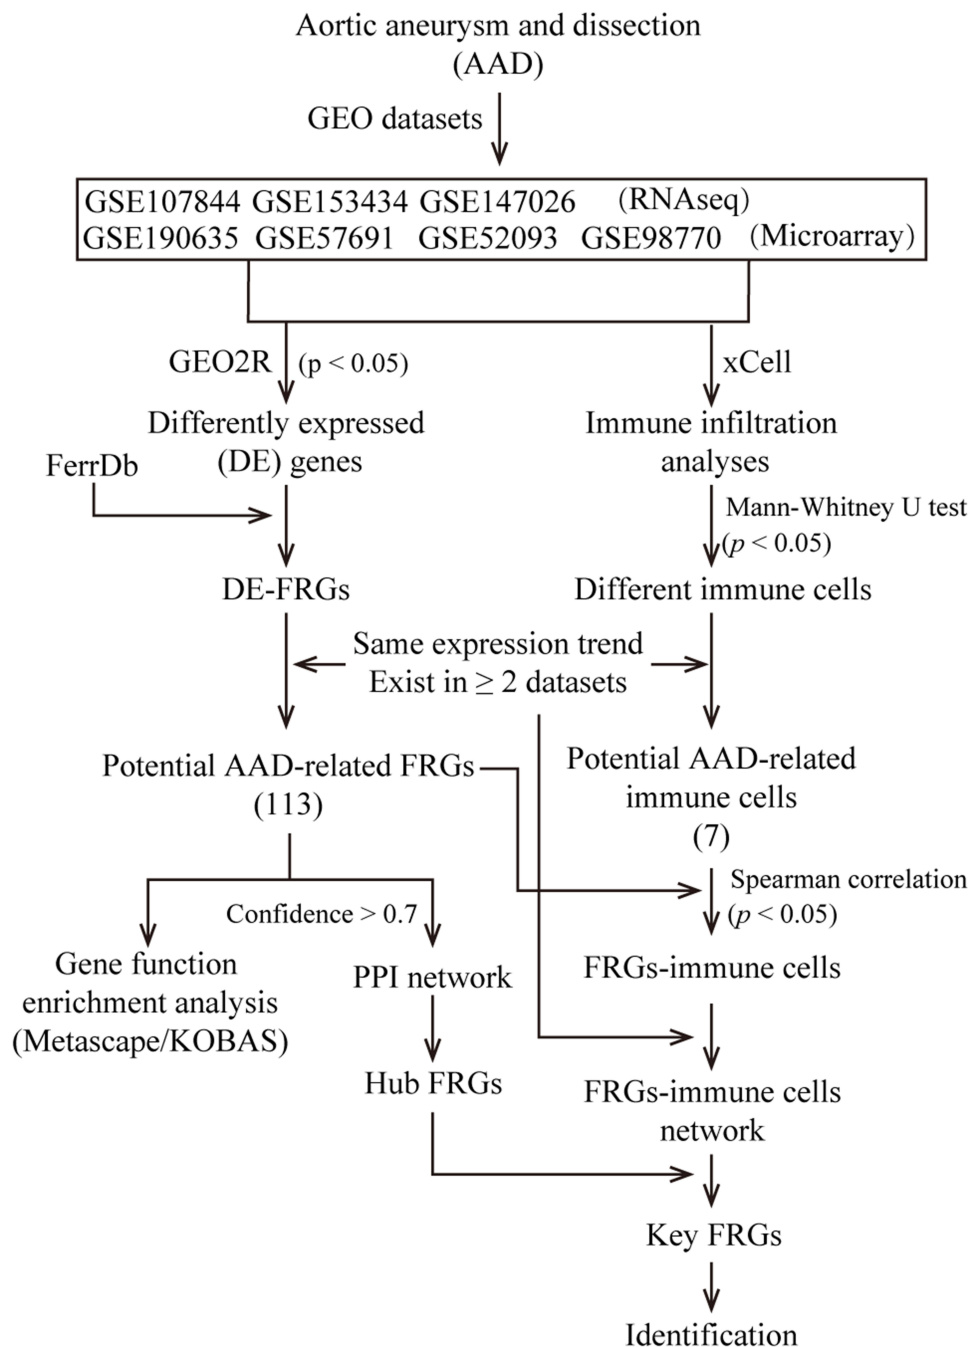 Aortic aneurysm and dissection
(AAD)
GEO datasets
GSE107844 GSE153434 GSE147026 (RNAseq)
GSE190635 GSE57691 GSE52093 GSE98770 (Microarray)
GEO2R (p < 0.05)
xCell
Differently expressed
(DE) genes
Immune infiltration
analyses
FerrDb
Mann-Whitney U test
(p < 0.05)
DE-FRGs
Different immune cells
Same expression trend
Exist in ≥ 2 datasets
Potential AAD-related FRGs
(113)
Potential AAD-related
immune cells
(7)
Spearman correlation
(p < 0.05)
Confidence > 0.7
Gene function
enrichment analysis
(Metascape/KOBAS)
PPI network
FRGs-immune cells
Hub FRGs
FRGs-immune cells
network
Key FRGs
Identification